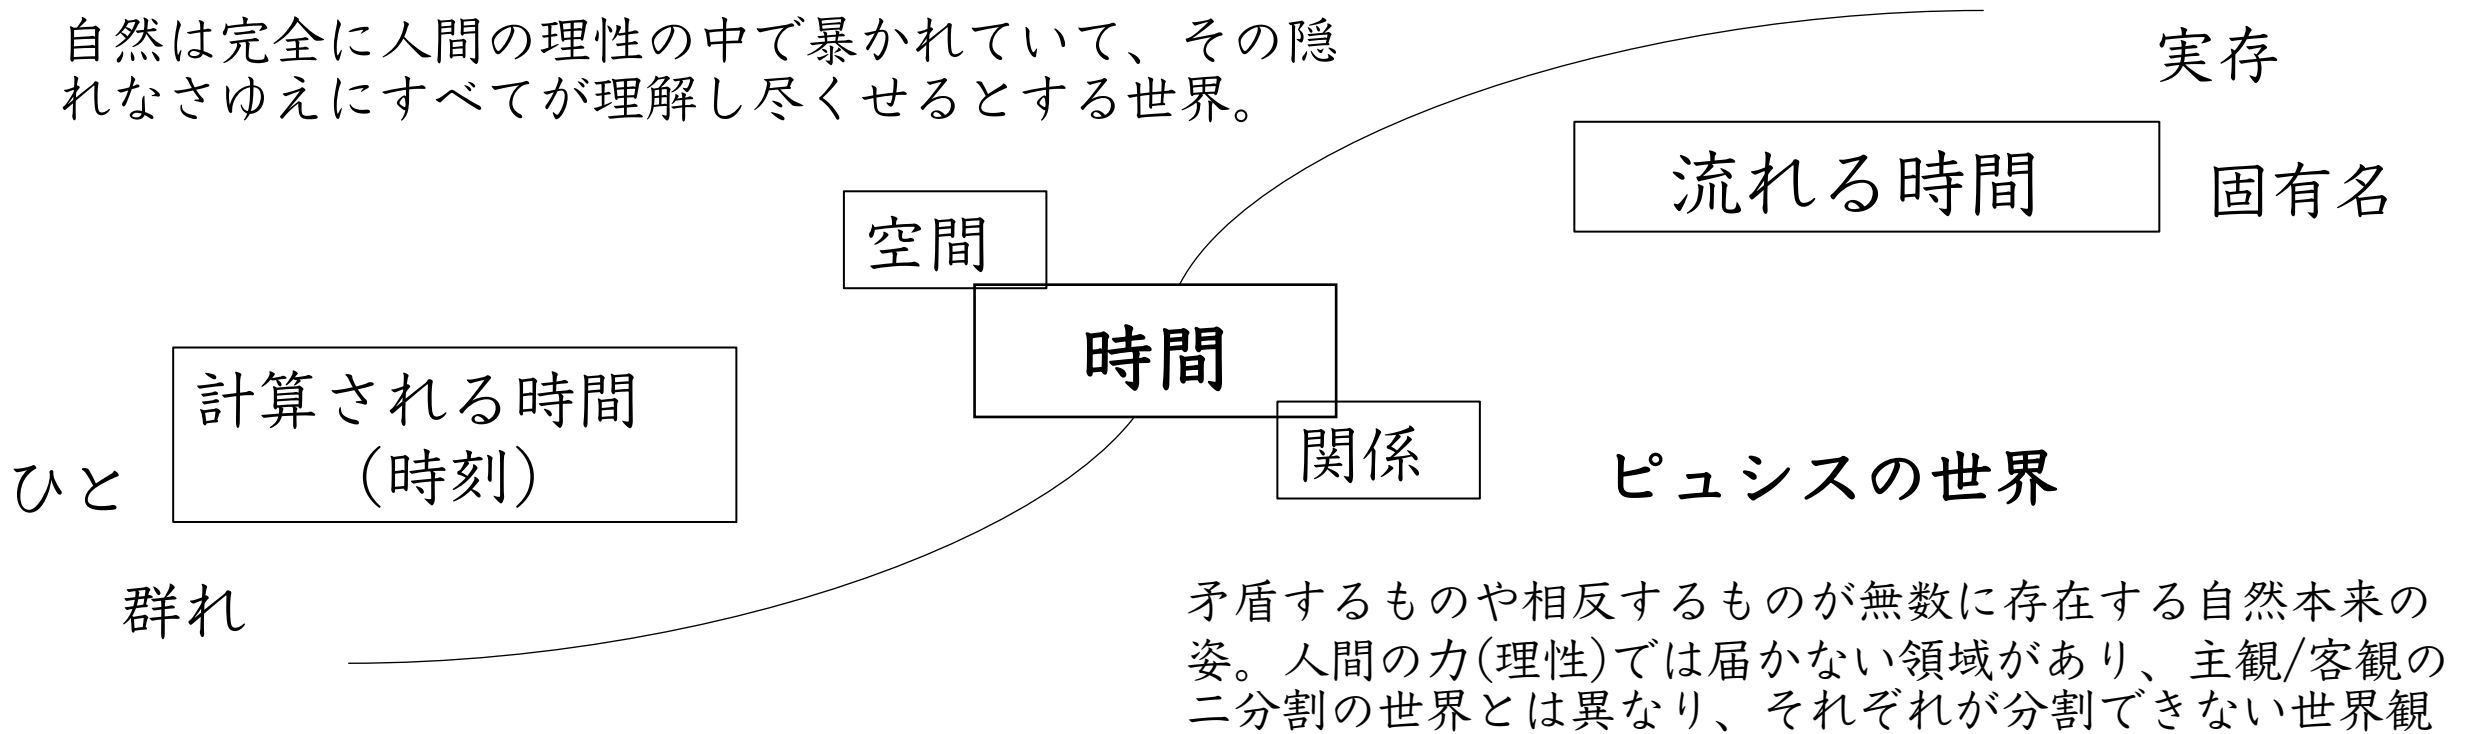 自然は完全に人間の理性の中で暴かれていて、その隠
れなさゆえにすべてが理解し尽くせるとする世界。
実存
流れる時間
固有名
空間
時間
計算される時間
（時刻）
ひと
関係
ピュシスの世界
群れ
矛盾するものや相反するものが無数に存在する自然本来の
姿。人間の力(理性)では届かない領域があり、主観/客観の
二分割の世界とは異なり、それぞれが分割できない世界観